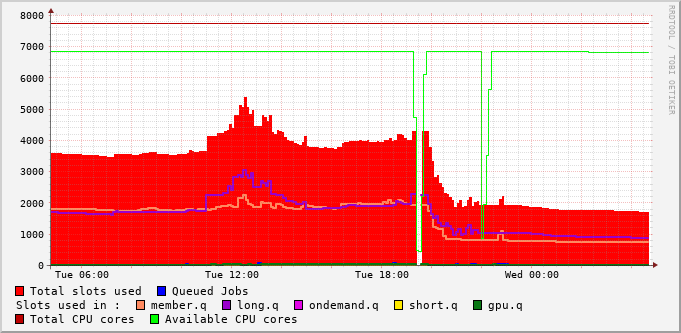 RRDTOOL / TOBI OETIKER
8000
7000
6000
5000
4000
3000
2000
1000
0
Tue 06:00 Tue 12:00 Tue 18:00 Wed 00:00
Total slots used Queued Jobs
Slots used in : member.q long.q ondemand.q short.q gpu.q
Total CPU cores Available CPU cores